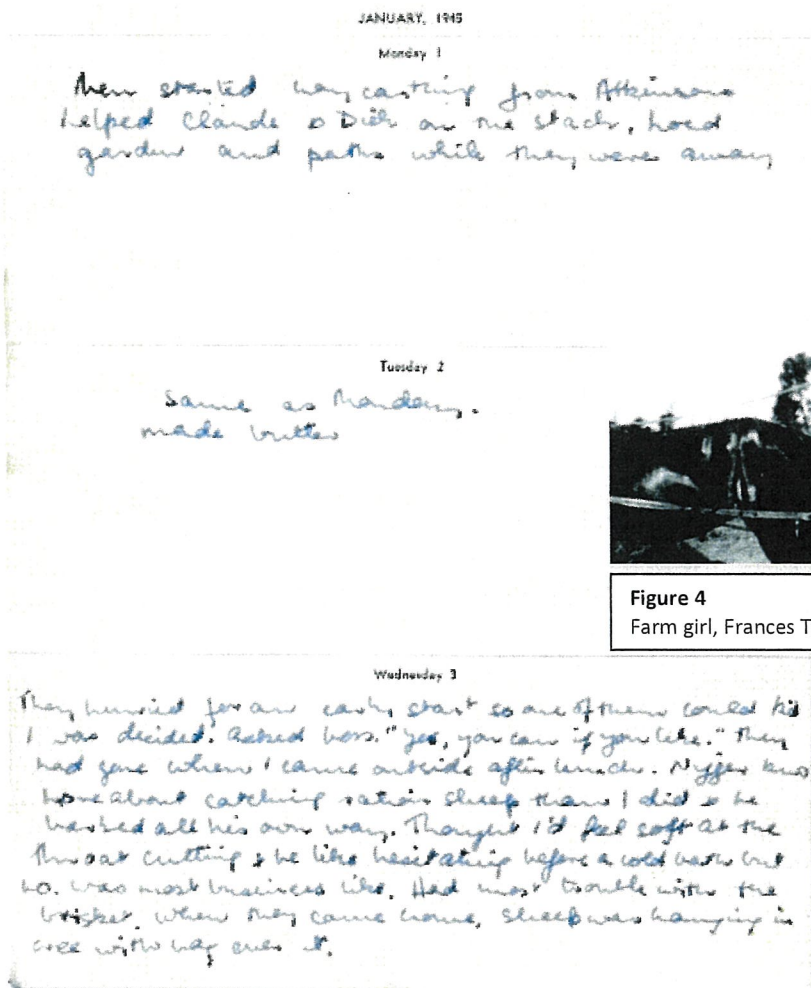 JANUARY, 1945
Monday 1
Men started hay carting from Atkinsons
helped Claude & Dick on the stack, hoed
garden and paths while they were away
Tuesday 2
Same as Monday.
made butter
Figure 4
Farm girl, Frances T
Wednesday 3
They hurried for an early start so one of them could
I was decided. Asked boss. "Yes, you can if you like." They
had gone when I came outside after lunch. Nigger
more about catching ration sheep than I did & he
barked all his own way. Thought I'd feel soft at the
throat cutting & be like hesitating before a cold bath but
no. was most business like. Had most trouble with the
brisket. When they came home, sheep was hanging in
tree with bag over it.